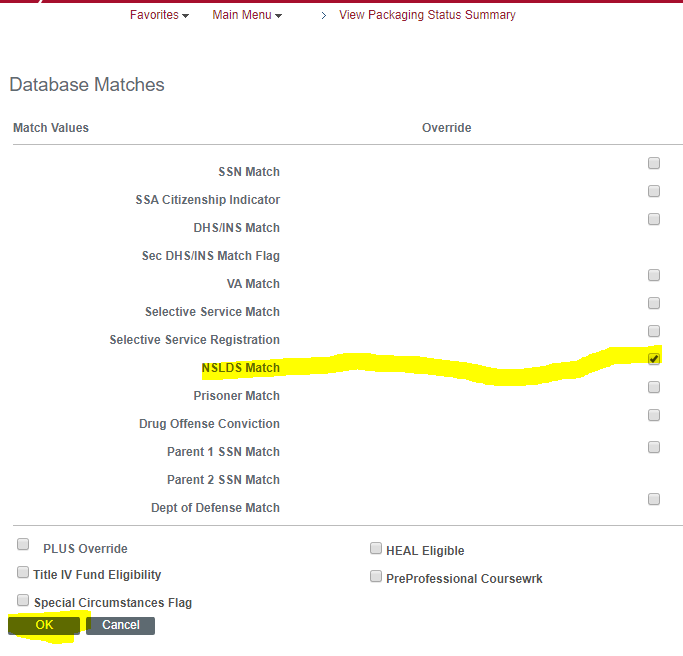 Favorites Main Menu > View Packaging Status Summary
Database Matches
Match Values Override
SSN Match
SSA Citizenship Indicator
DHS/INS Match
Sec DHS/INS Match Flag
VA Match
Selective Service Match
Selective Service Registration
NSLDS Match
Prisoner Match
Drug Offense Conviction
Parent 1 SSN Match
Parent 2 SSN Match
Dept of Defense Match
PLUS Override HEAL Eligible
Title IV Fund Eligibility PreProfessional Coursewrk
Special Circumstances Flag
OK Cancel